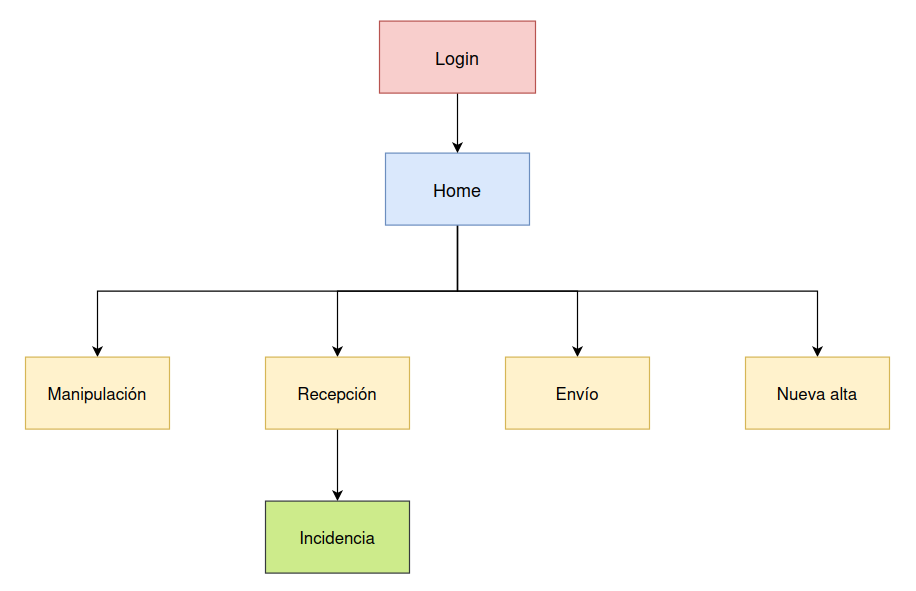 Login
Home
Manipulación
Recepción
Envío
Nueva alta
Incidencia